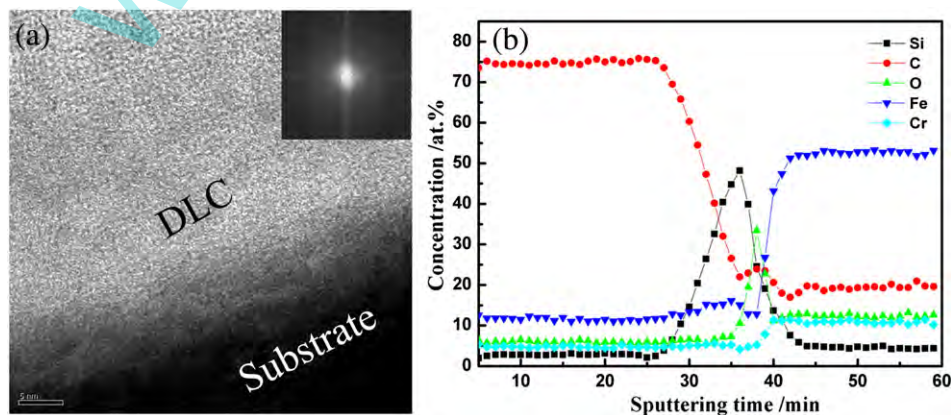 (a)
DLC
Substrate
5 nm
(b)
Si
C
O
Fe
Cr
Concentration /at.%
80
70
60
50
40
30
20
10
0
10 20 30 40 50 60
Sputtering time /min